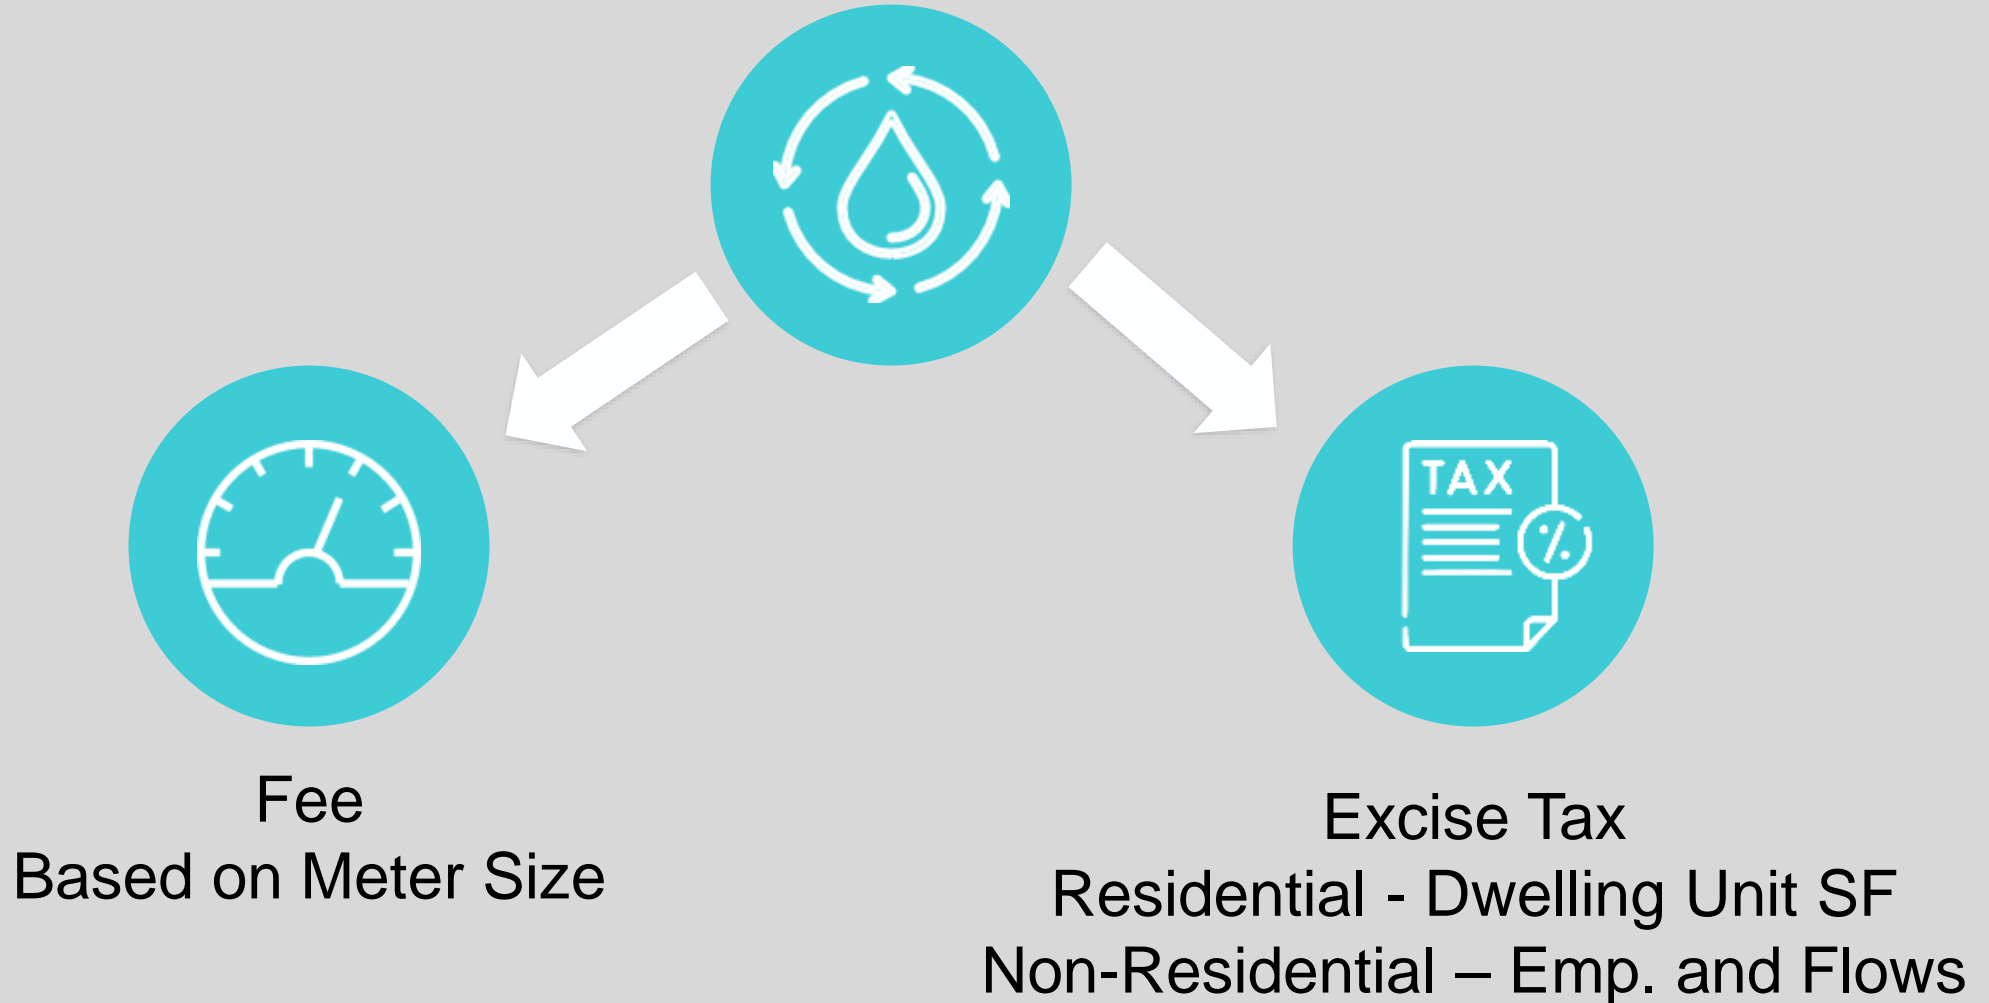 TAX
%
Fee
Based on Meter Size
Excise Tax
Residential - Dwelling Unit SF
Non-Residential – Emp. and Flows